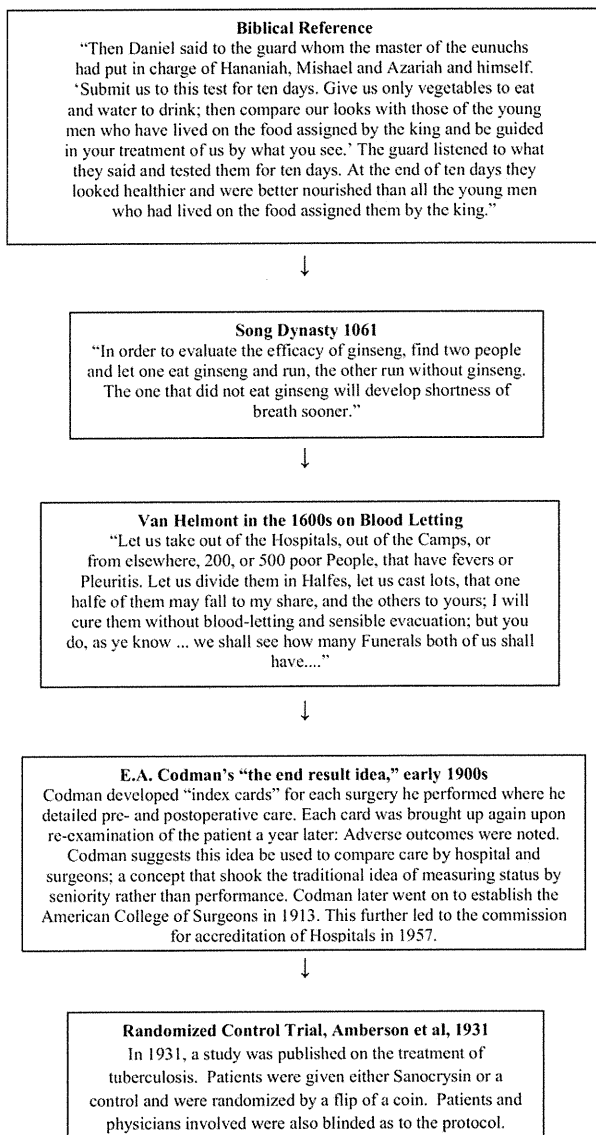 Biblical Reference
“Then Daniel said to the guard whom the master of the eunuchs
had put in charge of Hananiah, Mishael and Azariah and himself.
‘Submit us to this test for ten days. Give us only vegetables to eat
and water to drink; then compare our looks with those of the young
men who have lived on the food assigned by the king and be guided
in your treatment of us by what you see.’ The guard listened to what
they said and tested them for ten days. At the end of ten days they
looked healthier and were better nourished than all the young men
who had lived on the food assigned them by the king.”
↓
Song Dynasty 1061
“In order to evaluate the efficacy of ginseng, find two people
and let one eat ginseng and run, the other run without ginseng.
The one that did not eat ginseng will develop shortness of
breath sooner.”
↓
Van Helmont in the 1600s on Blood Letting
“Let us take out of the Hospitals, out of the Camps, or
from elsewhere, 200, or 500 poor People, that have fevers or
Pleuritis. Let us divide them in Halfes, let us cast lots, that one
halfe of them may fall to my share, and the others to yours; I will
cure them without blood-letting and sensible evacuation; but you
do, as ye know ... we shall see how many Funerals both of us shall
have....”
↓
E.A. Codman’s “the end result idea,” early 1900s
Codman developed “index cards” for each surgery he performed where he
detailed pre- and postoperative care. Each card was brought up again upon
re-examination of the patient a year later: Adverse outcomes were noted.
Codman suggests this idea be used to compare care by hospital and
surgeons; a concept that shook the traditional idea of measuring status by
seniority rather than performance. Codman later went on to establish the
American College of Surgeons in 1913. This further led to the commission
for accreditation of Hospitals in 1957.
↓
Randomized Control Trial, Amberson et al, 1931
In 1931, a study was published on the treatment of
tuberculosis. Patients were given either Sanocrysin or a
control and were randomized by a flip of a coin. Patients and
physicians involved were also blinded as to the protocol.